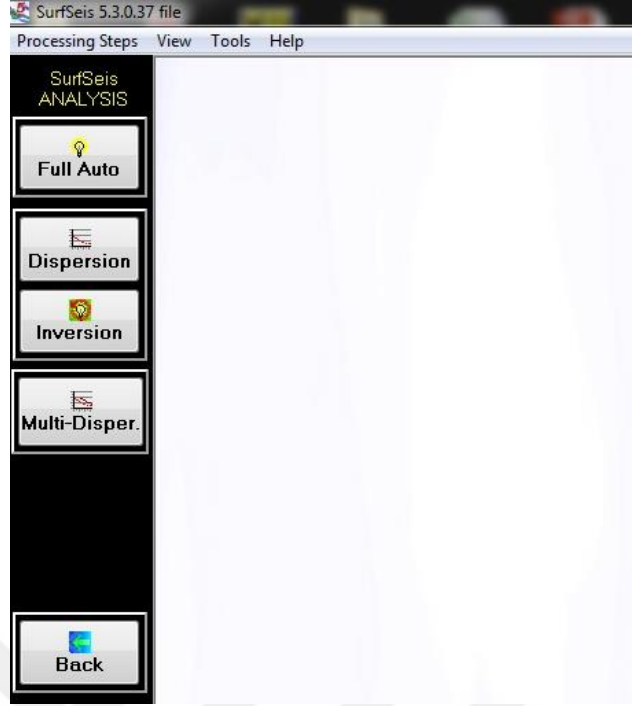 SurfSeis 5.3.0.37 file
Processing Steps View Tools Help
SurfSeis
ANALYSIS
Full Auto
Dispersion
Inversion
Multi-Disper.
Back